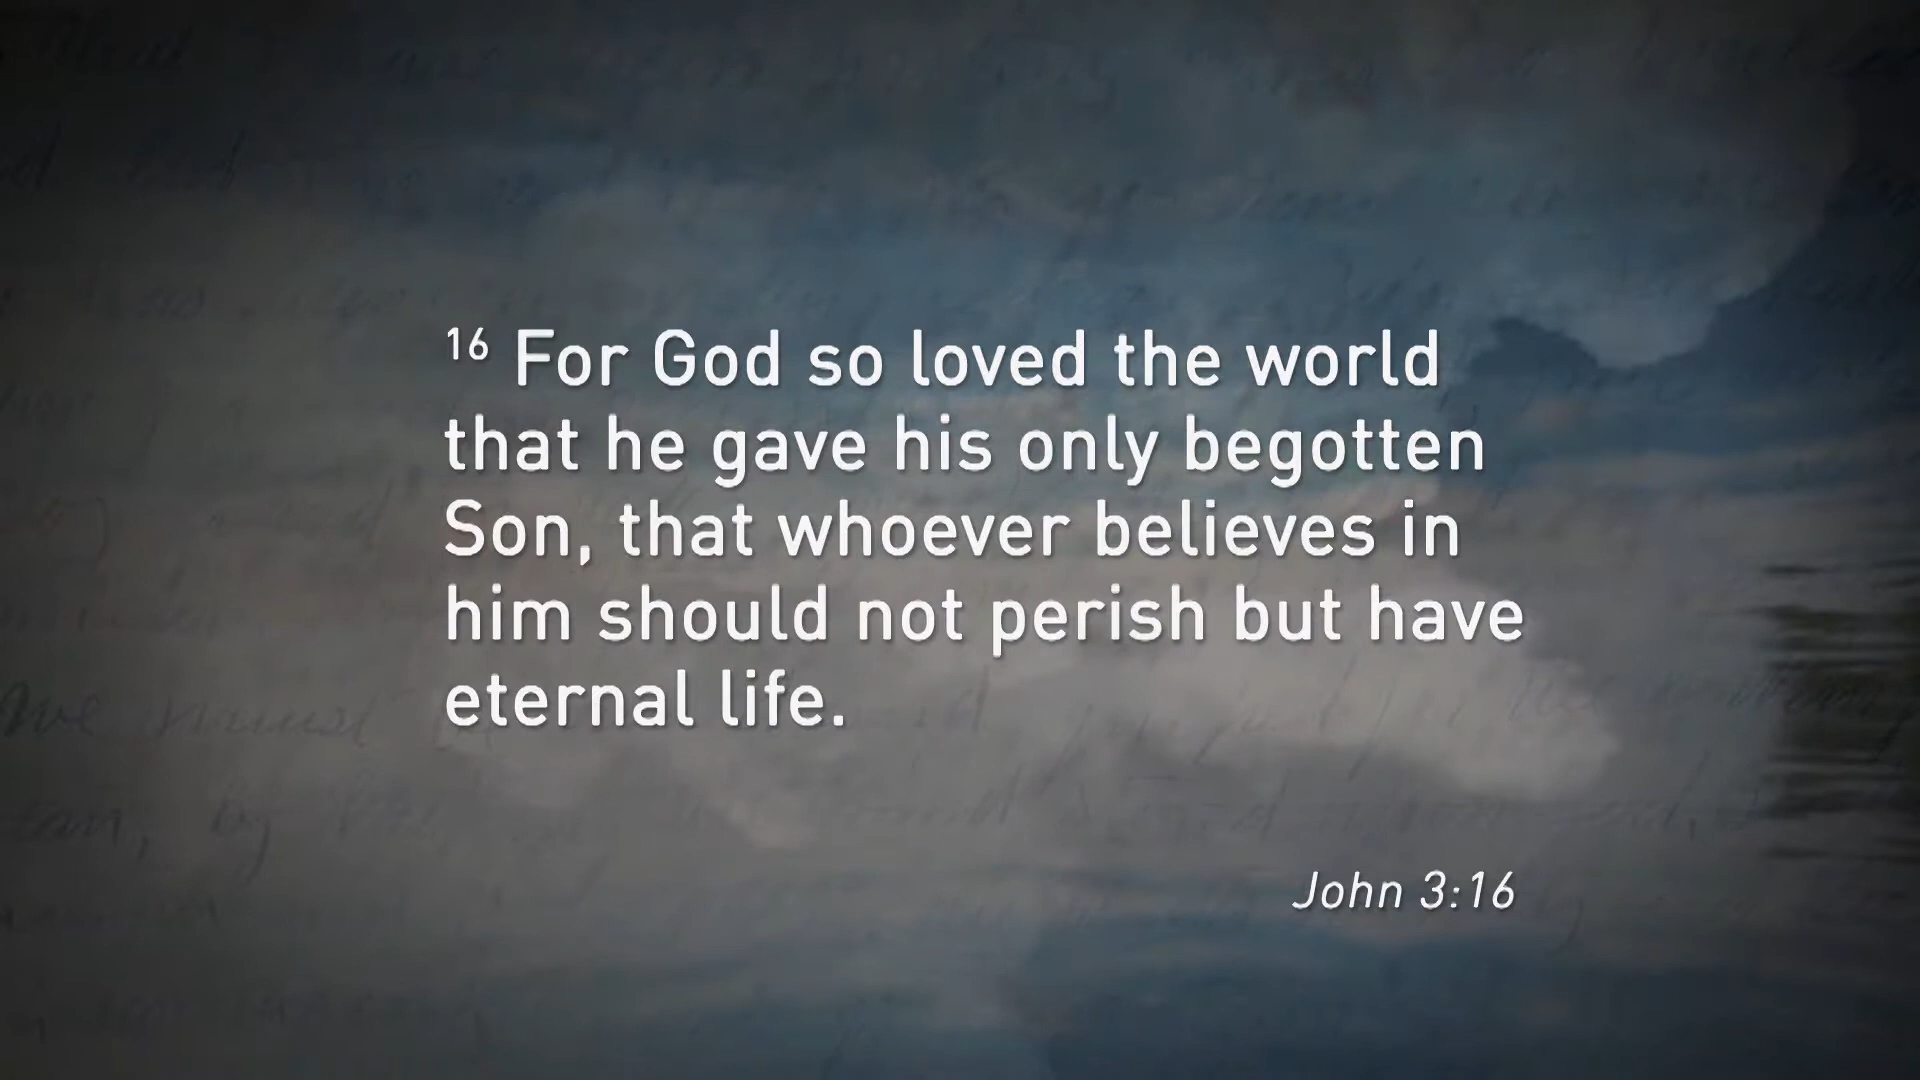 16 For God so loved the world
that he gave his only begotten
Son, that whoever believes in
him should not perish but have
eternal life.
John 3:16